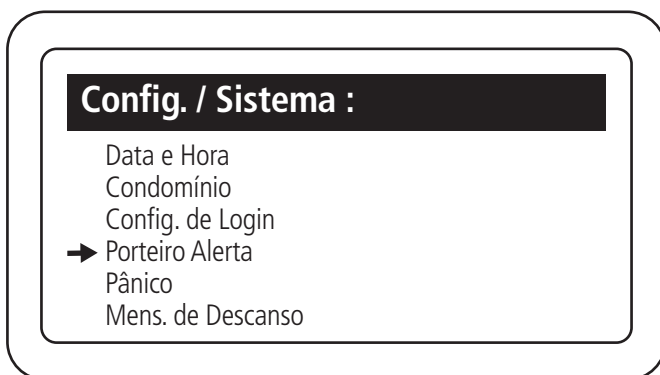 Config. / Sistema :
Data e Hora
Condomínio
Config. de Login
Porteiro Alerta
Pânico
Mens. de Descanso